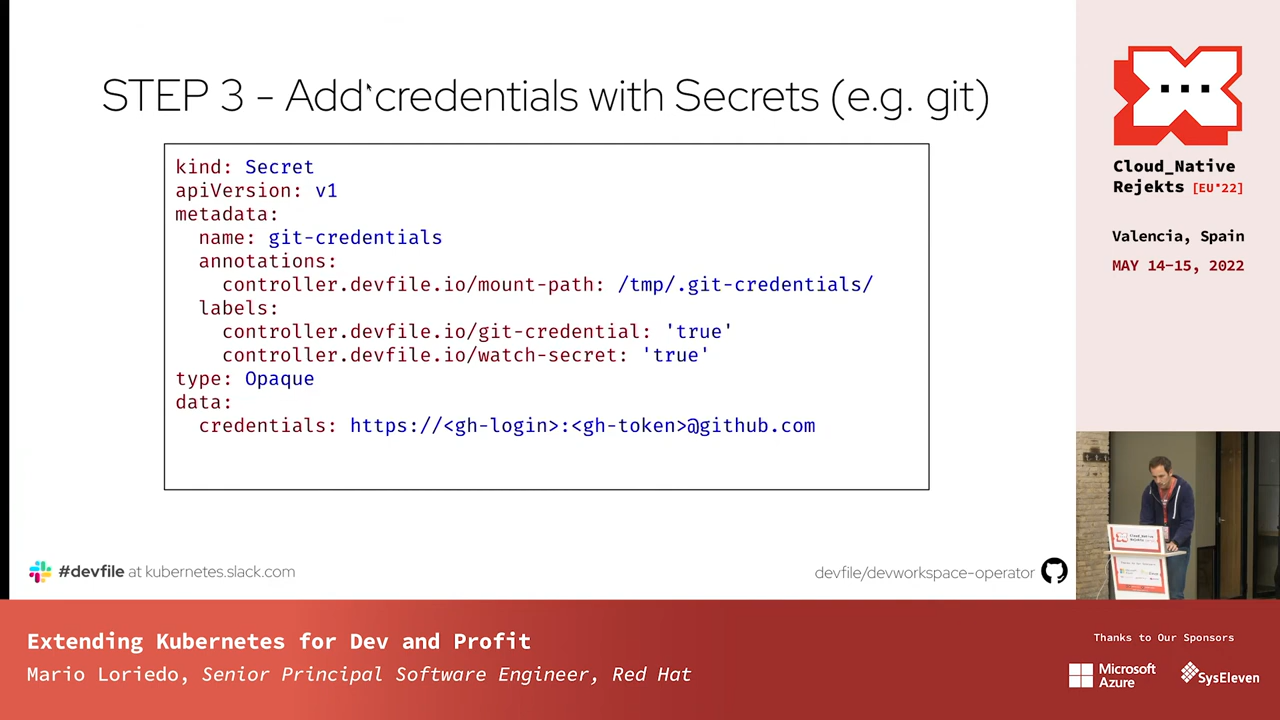 STEP 3 - Add credentials with Secrets (e.g. git)
kind: Secret
apiVersion: v1
metadata:
  name: git-credentials
  annotations:
    controller.devfile.io/mount-path: /tmp/.git-credentials/
  labels:
    controller.devfile.io/git-credential: 'true'
    controller.devfile.io/watch-secret: 'true'
type: Opaque
data:
  credentials: https://<gh-login>:<gh-token>@github.com
#devfile at kubernetes.slack.com
devfile/devworkspace-operator
Cloud_Native
Rejekts [EU*22]
Valencia, Spain
MAY 14-15, 2022
Extending Kubernetes for Dev and Profit
Mario Loriedo, Senior Principal Software Engineer, Red Hat
Thanks to Our Sponsors
Microsoft
Azure
SysEleven